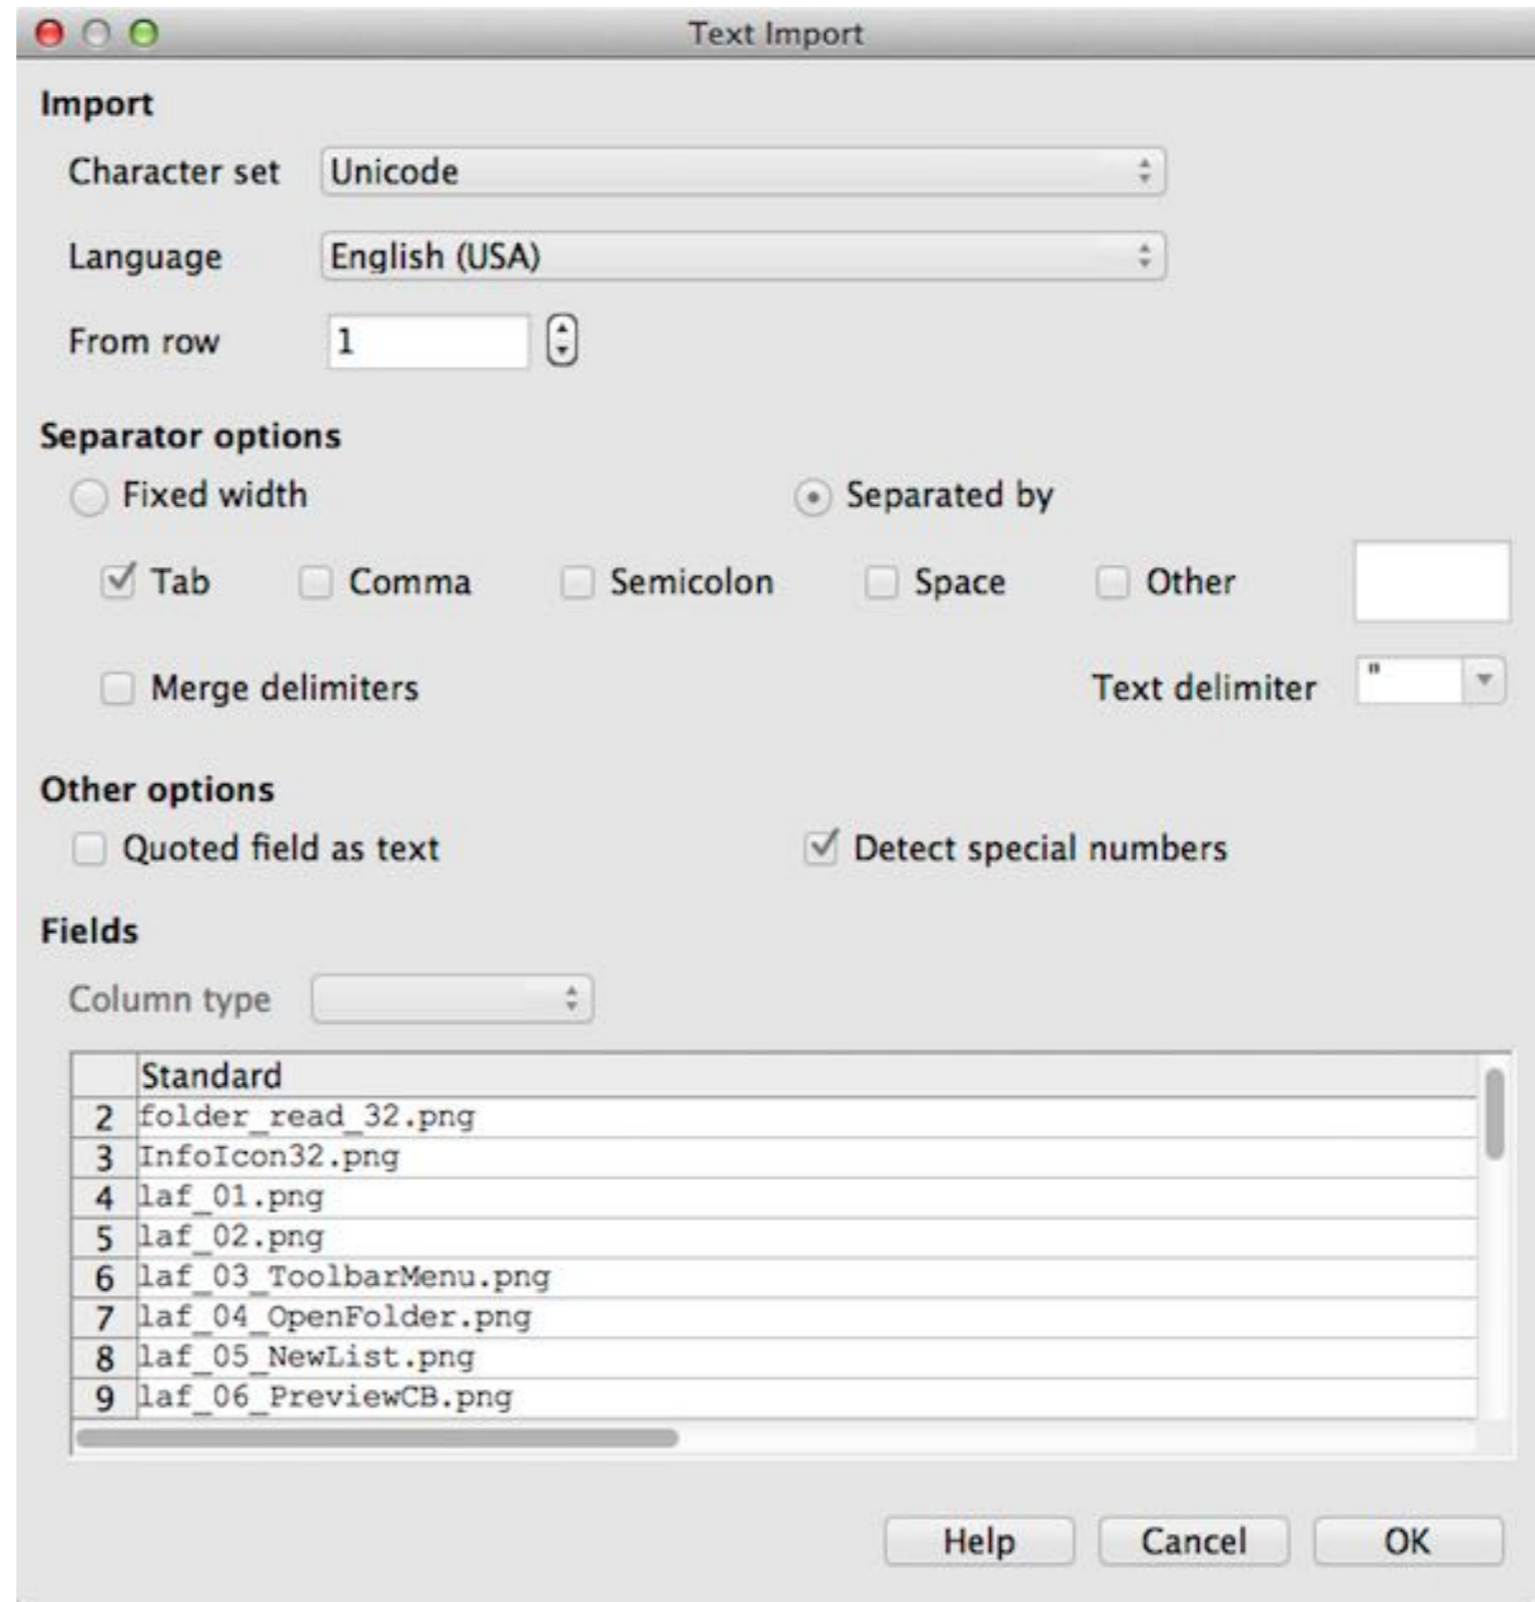 Text Import
Import
Character set Unicode
Language English (USA)
From row 1
Separator options
Fixed width Separated by
Tab Comma Semicolon Space Other
Merge delimiters Text delimiter "
Other options
Quoted field as text Detect special numbers
Fields
Column type
Standard
2 folder_read_32.png
3 InfoIcon32.png
4 laf_01.png
5 laf_02.png
6 laf_03_ToolbarMenu.png
7 laf_04_OpenFolder.png
8 laf_05_NewList.png
9 laf_06_PreviewCB.png
Help Cancel OK